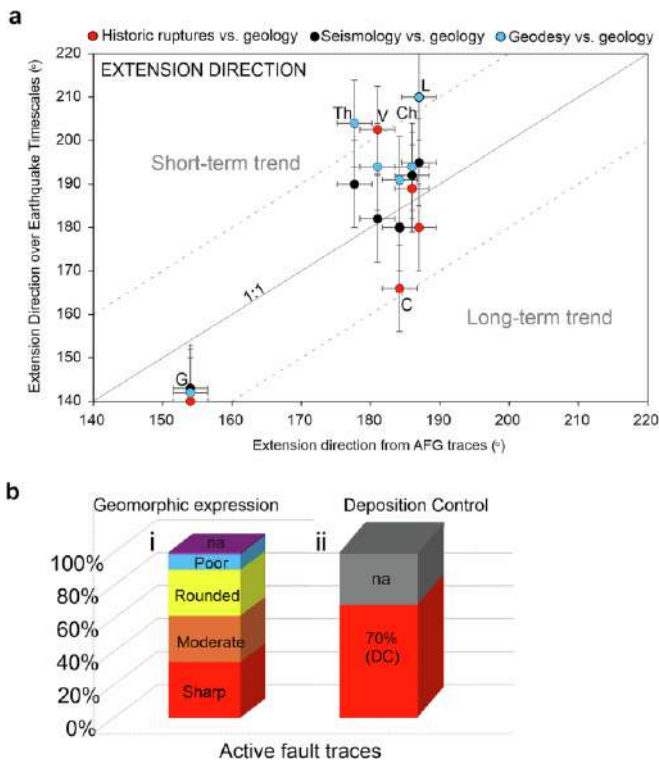 a
Historic ruptures vs. geology Seismology vs. geology Geodesy vs. geology
EXTENSION DIRECTION
Extension Direction over Earthquake Timescales (º)
220
210
200
190
180
170
160
150
140
L
Th
V
Ch
Short-term trend
1:1
C
Long-term trend
G
140 150 160 170 180 190 200 210 220
Extension direction from AFG traces (º)
b
Geomorphic expression
Deposition Control
i
ii
100%
80%
60%
40%
20%
0%
na
Poor
Rounded
Moderate
Sharp
na
70%
(DC)
Active fault traces